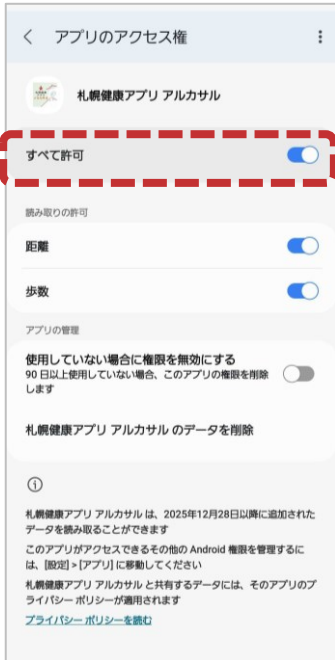 アプリのアクセス権
札幌健康アプリ アルカサル
すべて許可
読み取りの許可
距離
歩数
アプリの管理
使用していない場合に権限を無効にする
90 日以上使用していない場合、このアプリの権限を削除
します
札幌健康アプリ アルカサル のデータを削除
札幌健康アプリ アルカサル は、2025年12月28日以降に追加された
データを読み取ることができます
このアプリがアクセスできるその他の Android 権限を管理するに
は、[設定] > [アプリ] に移動してください
札幌健康アプリ アルカサル と共有するデータには、そのアプリのプ
ライバシー ポリシーが適用されます
プライバシー ポリシーを読む